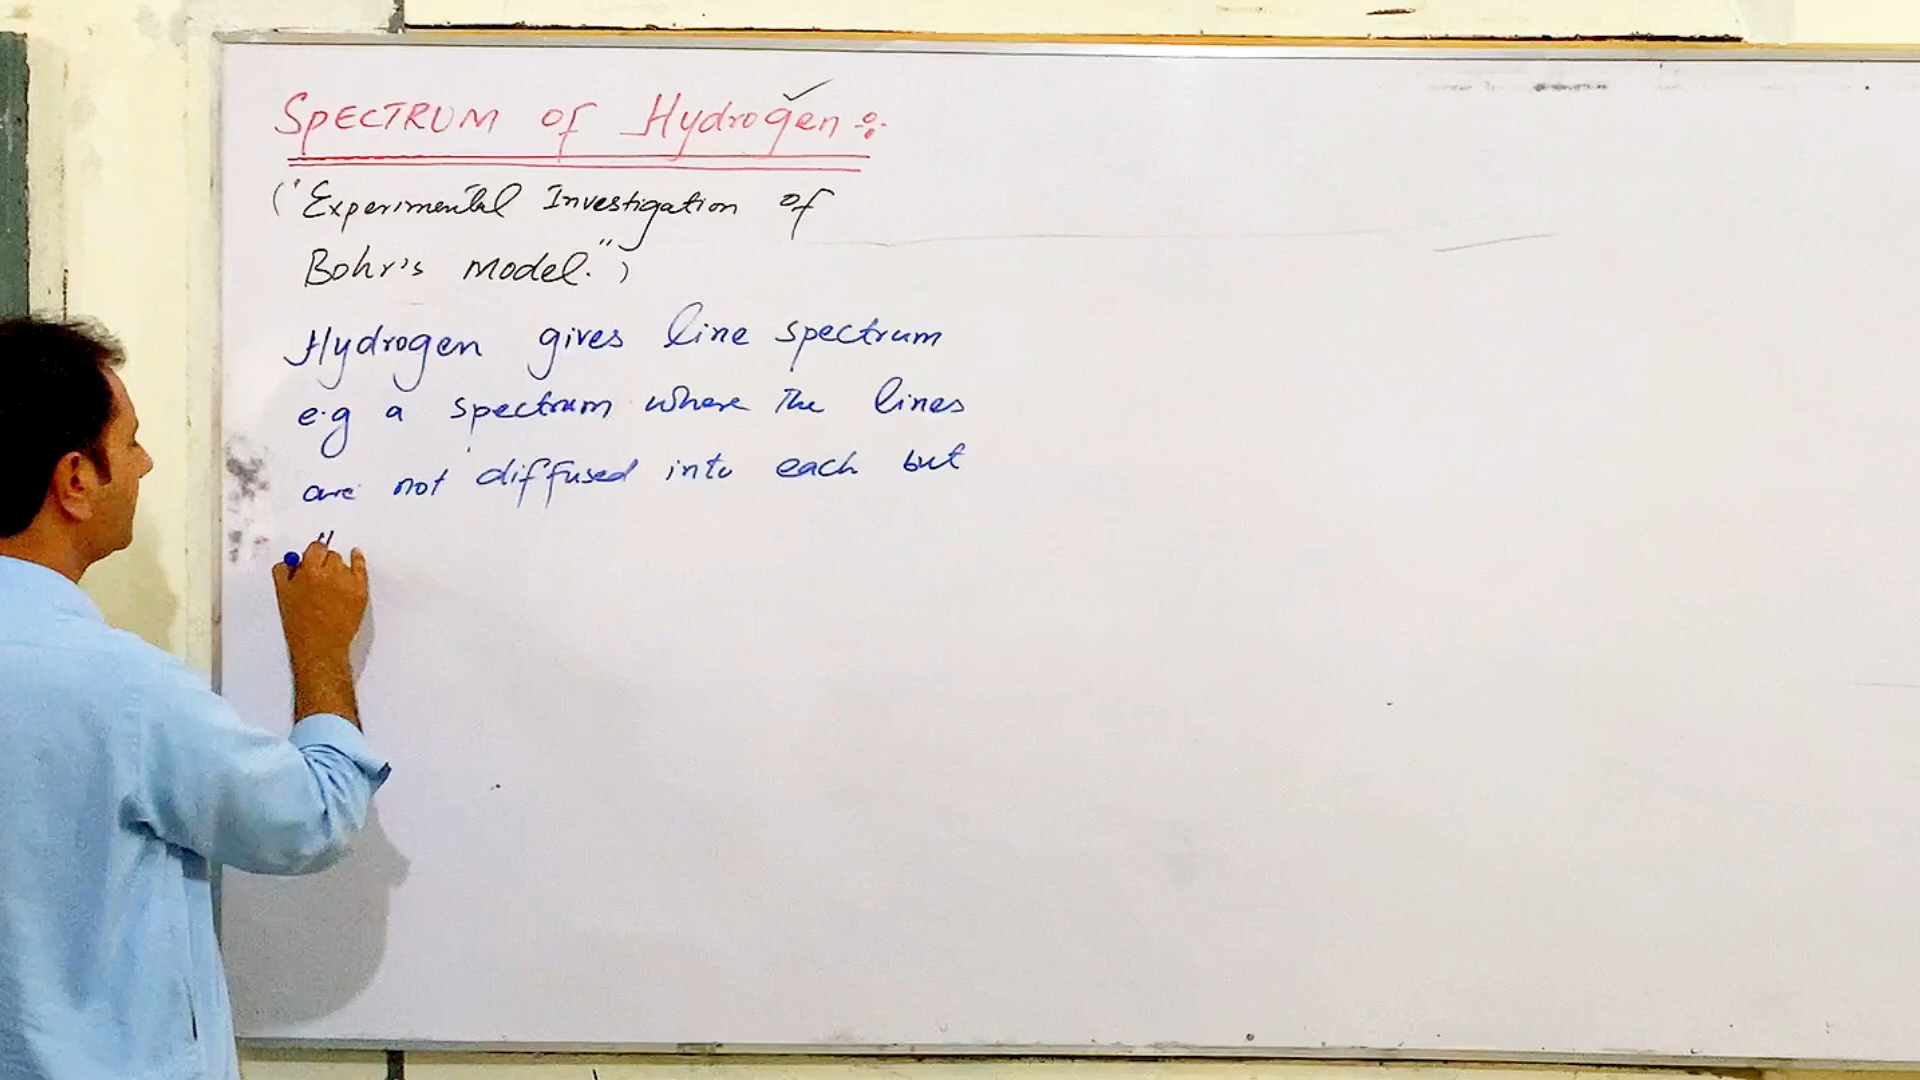 SPECTRUM of Hydrogen:
("Experimental Investigation of
Bohr's Model.")
Hydrogen gives line spectrum
e.g a spectrum where the lines
are not diffused into each but